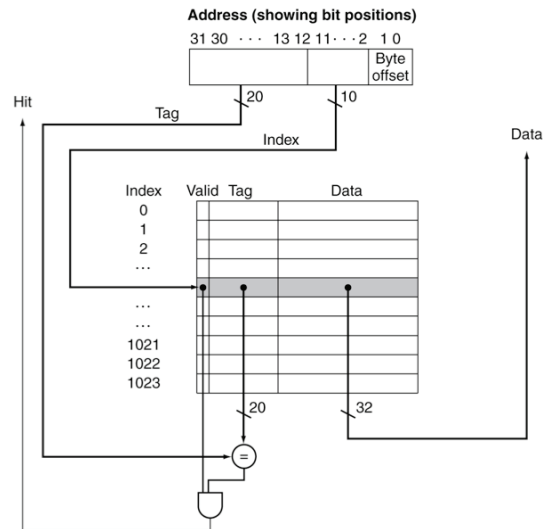 Address (showing bit positions)
31 30 ··· 13 12 11···2 1 0
Byte
offset
20
10
Hit
Tag
Index
Data
Index Valid Tag Data
0
1
2
...
...
...
1021
1022
1023
20
32
=